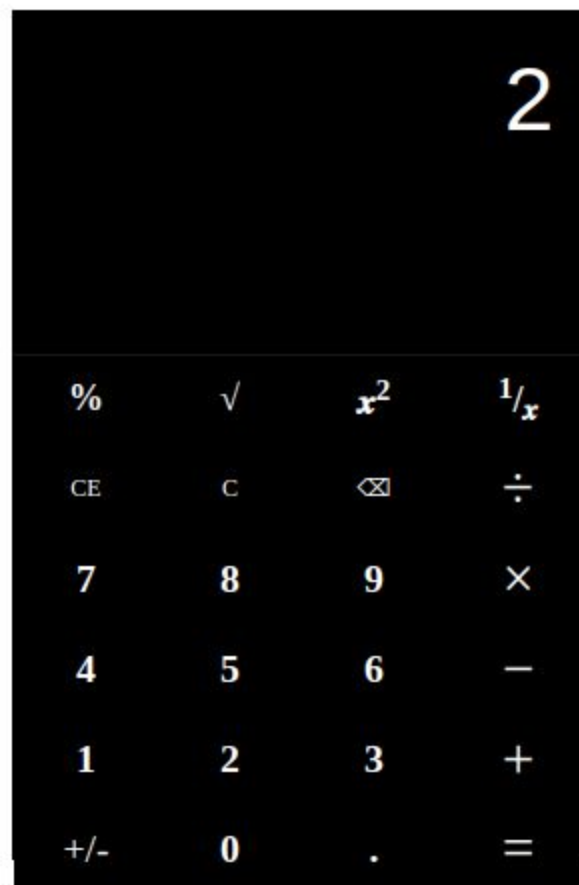 2
% √ x² ¹/x
CE C ⌫ ÷
7 8 9 ×
4 5 6 −
1 2 3 +
+/- 0 . =